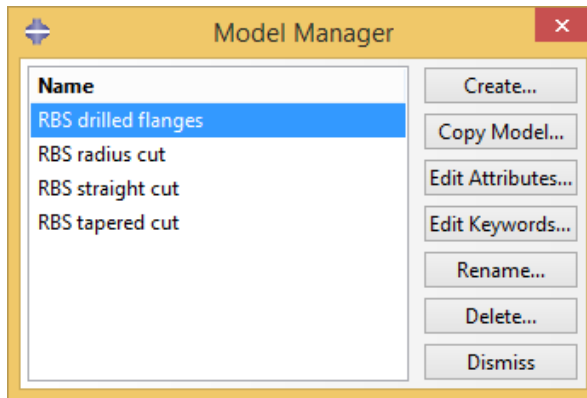 Model Manager
x
Name
RBS drilled flanges
RBS radius cut
RBS straight cut
RBS tapered cut
Create...
Copy Model...
Edit Attributes...
Edit Keywords...
Rename...
Delete...
Dismiss